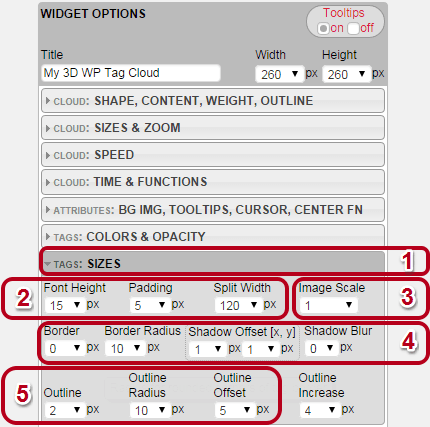 WIDGET OPTIONS
Tooltips
on off
Title Width Height
My 3D WP Tag Cloud 260 px 260 px
CLOUD: SHAPE, CONTENT, WEIGHT, OUTLINE
CLOUD: SIZES & ZOOM
CLOUD: SPEED
CLOUD: TIME & FUNCTIONS
ATTRIBUTES: BG IMG, TOOLTIPS, CURSOR, CENTER FN
TAGS: COLORS & OPACITY
TAGS: SIZES 1
2 Font Height Padding Split Width Image Scale 3
15 px 5 px 120 px 1
Border Border Radius Shadow Offset [x, y] Shadow Blur 4
0 px 10 px 1 px 1 px 0 px
5 Outline Outline Radius Outline Offset Outline Increase
2 px 10 px 5 px 4 px